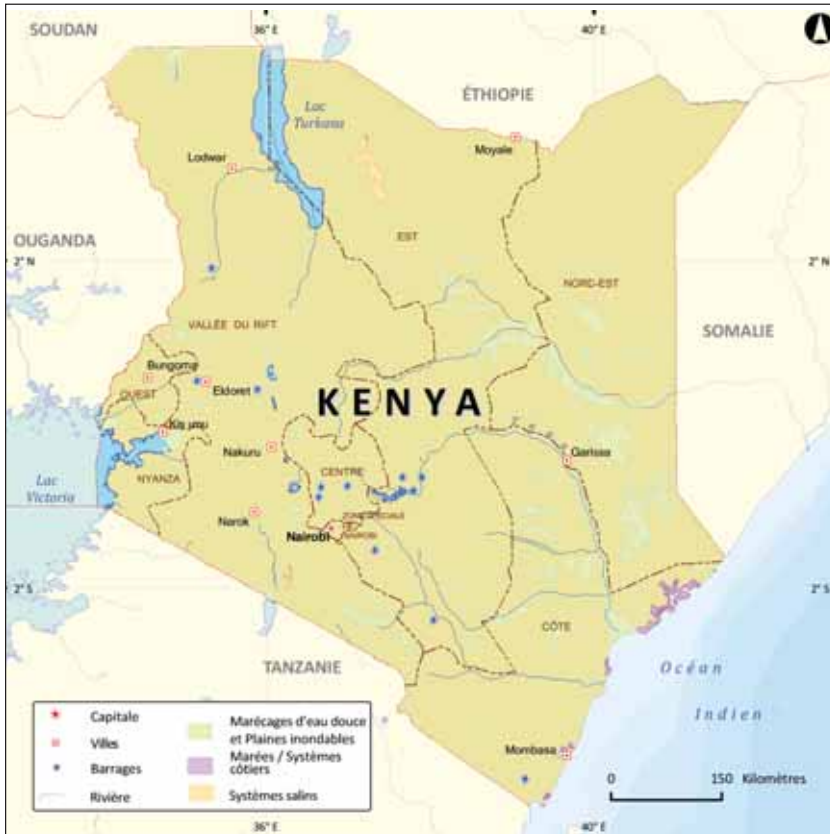 36° E
40° E
SOUDAN
ÉTHIOPIE
Lac
Turkana
Moyale
Lodwar
EST
OUGANDA
2° N
2° N
NORD-EST
SOMALIE
VALLÉE DU RIFT
Bungoma
Eldoret
OUEST
KENYA
Kisumu
Nakuru
Garissa
CENTRE
NYANZA
Lac
Victoria
Narok
ZONE SPÉCIALE
NAIROBI
Nairobi
2° S
2° S
CÔTE
TANZANIE
Océan
Indien
Mombasa
Capitale
Villes
Barrages
Rivière
Marécages d'eau douce
et Plaines inondables
Marées / Systèmes
côtiers
Systèmes salins
0 150 Kilomètres
36° E
40° E